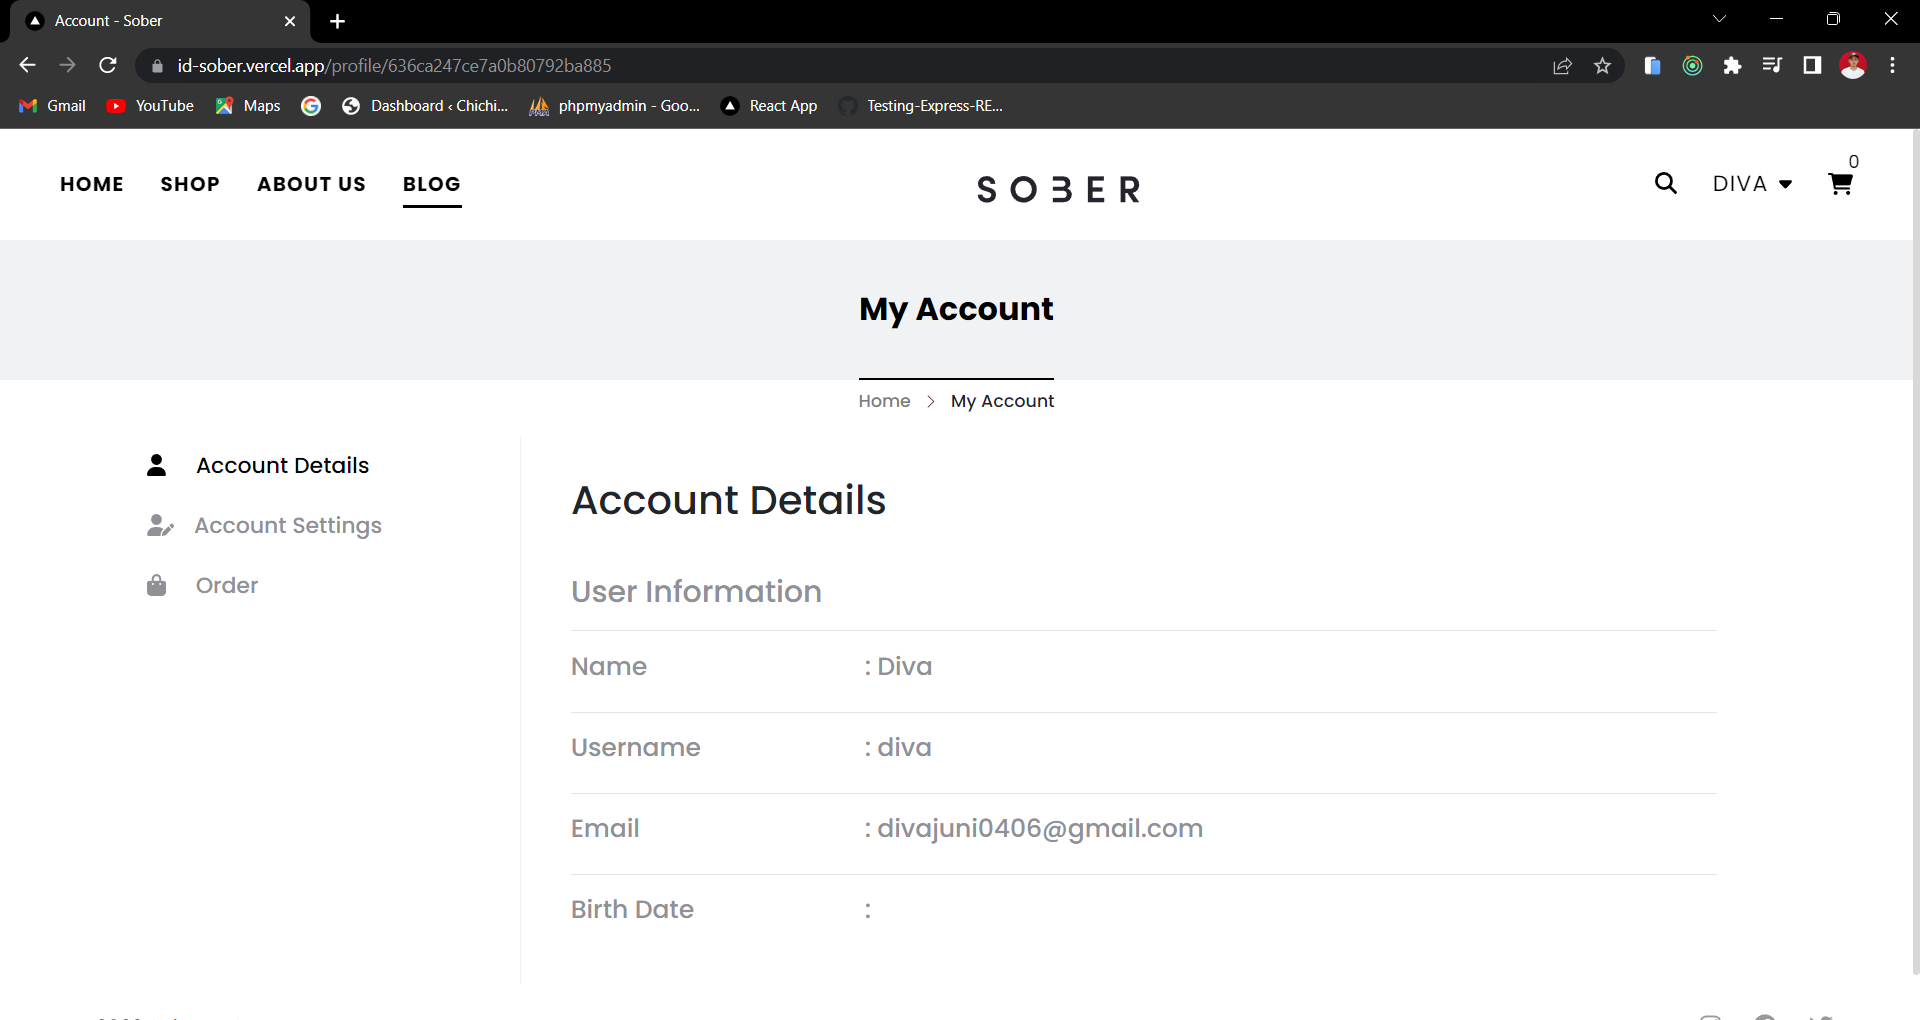 Account - Sober
id-sober.vercel.app/profile/636ca247ce7a0b80792ba885
Gmail YouTube Maps Dashboard ‹ Chichi... phpmyadmin - Goo... React App Testing-Express-RE...
0
HOME SHOP ABOUT US BLOG SOBER DIVA
My Account
Home > My Account
Account Details
Account Settings
Order
Account Details
User Information
Name : Diva
Username : diva
Email : divajuni0406@gmail.com
Birth Date :